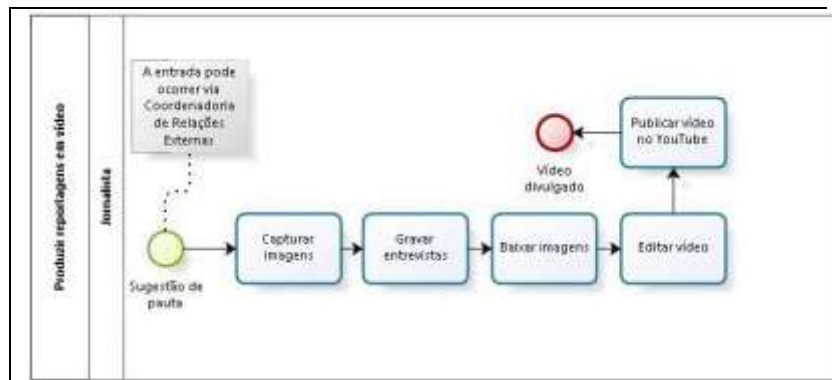 Produzir reportagens em vídeo
Jornalista
A entrada pode
ocorrer via
Coordenadoria
de Relações
Externas
Sugestão de
pauta
Capturar
imagens
Gravar
entrevistas
Baixar imagens
Editar vídeo
Publicar vídeo
no YouTube
Vídeo
divulgado